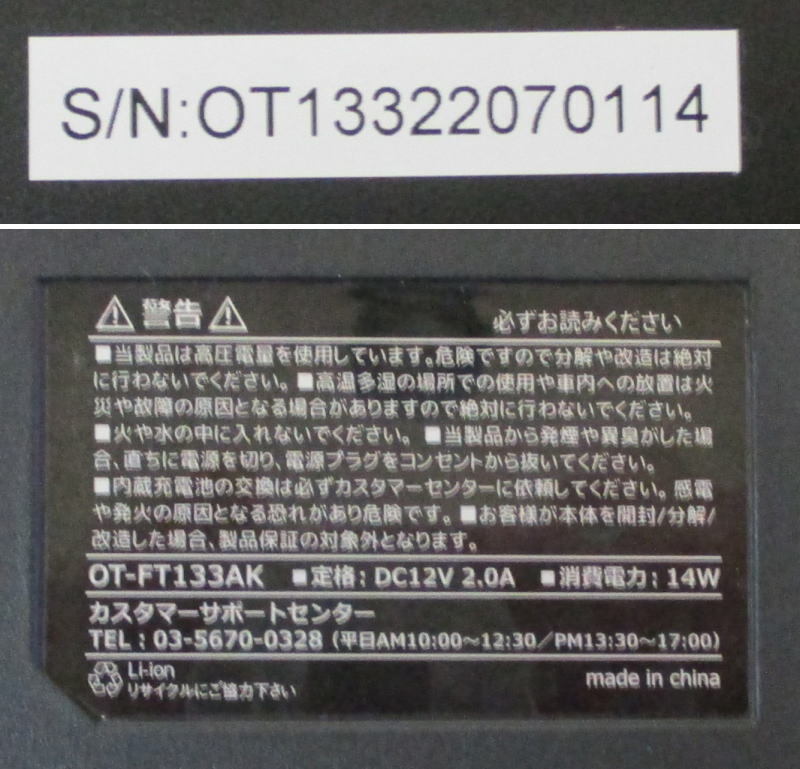 S/N:OT13322070114
警告
必ずお読みください
■当製品は高圧電量を使用しています。危険ですので分解や改造は絶対
に行わないでください。 ■高温多湿の場所での使用や車内への放置は火
災や故障の原因となる場合がありますので絶対に行わないでください。
■火や水の中に入れないでください。 ■当製品から発煙や異臭がした場
合、直ちに電源を切り、電源プラグをコンセントから抜いてください。
■内蔵充電池の交換は必ずカスタマーセンターに依頼してください。感電
や発火の原因となる恐れがあり危険です。 ■お客様が本体を開封/分解/
改造した場合、製品保証の対象外となります。
OT-FT133AK ■定格：DC12V 2.0A ■消費電力：14W
カスタマーサポートセンター
TEL：03-5670-0328（平日AM10:00～12:30／PM13:30～17:00）
Li-ion
リサイクルにご協力下さい
made in china